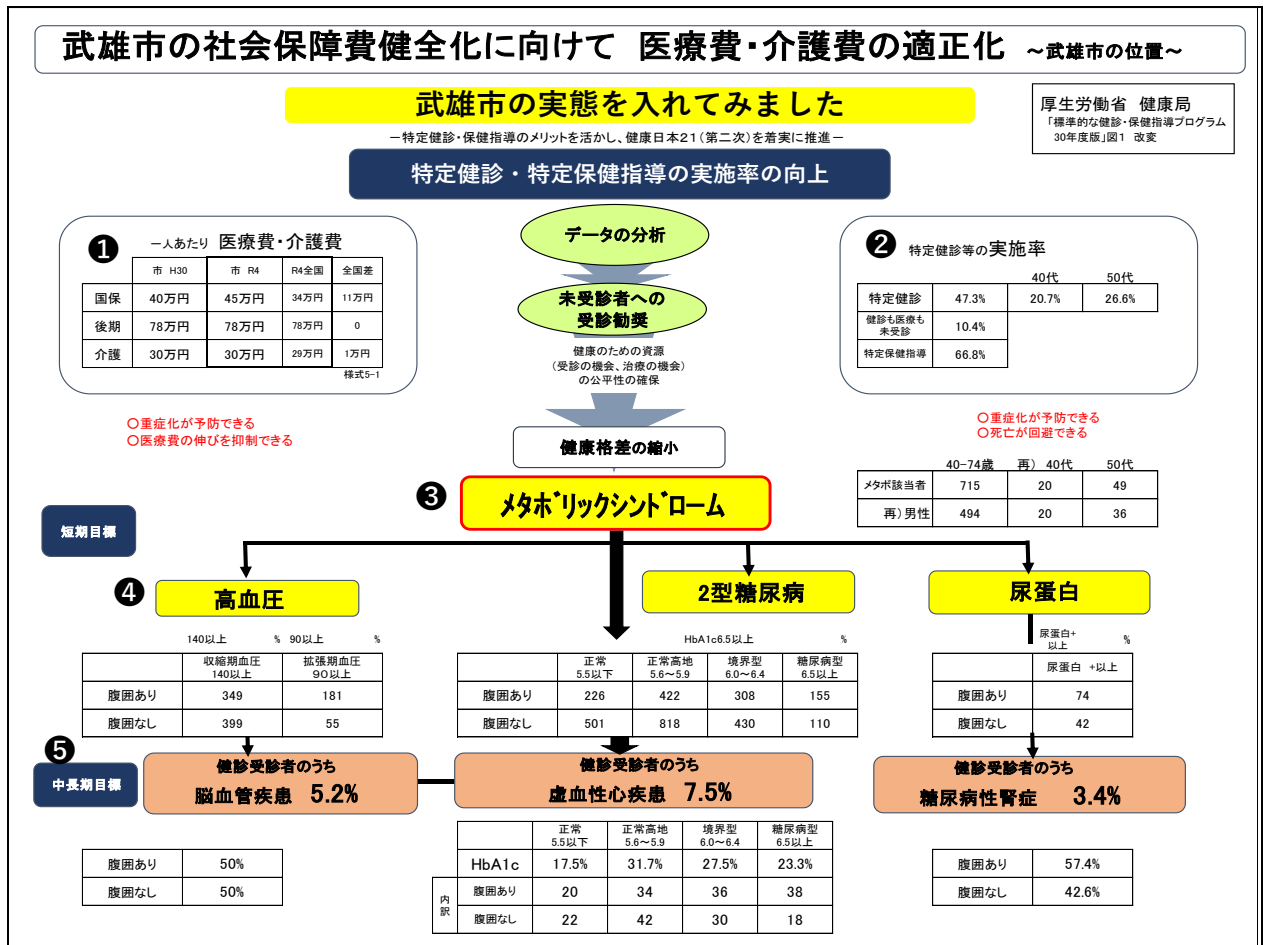 武雄市の社会保障費健全化に向けて 医療費・介護費の適正化 ～武雄市の位置～
武雄市の実態を入れてみました
厚生労働省 健康局
「標準的な健診・保健指導プログラム
30年度版」図1 改変
－特定健診・保健指導のメリットを活かし、健康日本21(第二次)を着実に推進－
特定健診・特定保健指導の実施率の向上
❶ 一人あたり 医療費・介護費
市 H30 市 R4 R4全国 全国差
国保 40万円 45万円 34万円 11万円
後期 78万円 78万円 78万円 0
介護 30万円 30万円 29万円 1万円
様式5-1
〇重症化が予防できる
〇医療費の伸びを抑制できる
データの分析
未受診者への
受診勧奨
健康のための資源
(受診の機会、治療の機会)
の公平性の確保
健康格差の縮小
❷ 特定健診等の実施率
40代 50代
特定健診 47.3% 20.7% 26.6%
健診も医療も
未受診 10.4%
特定保健指導 66.8%
〇重症化が予防できる
〇死亡が回避できる
❸ メタボリックシンドローム
40-74歳 再) 40代 50代
メタボ該当者 715 20 49
再)男性 494 20 36
短期目標
❹ 高血圧
2型糖尿病
尿蛋白
140以上 % 90以上 %
収縮期血圧
140以上
拡張期血圧
90以上
腹囲あり 349 181
腹囲なし 399 55
HbA1c6.5以上 %
正常
5.5以下
正常高地
5.6～5.9
境界型
6.0～6.4
糖尿病型
6.5以上
腹囲あり 226 422 308 155
腹囲なし 501 818 430 110
尿蛋白+
以上 %
尿蛋白 +以上
腹囲あり 74
腹囲なし 42
❺
中長期目標
健診受診者のうち
脳血管疾患 5.2%
健診受診者のうち
虚血性心疾患 7.5%
健診受診者のうち
糖尿病性腎症 3.4%
腹囲あり 50%
腹囲なし 50%
正常
5.5以下
正常高地
5.6～5.9
境界型
6.0～6.4
糖尿病型
6.5以上
HbA1c 17.5% 31.7% 27.5% 23.3%
内訳
腹囲あり 20 34 36 38
腹囲なし 22 42 30 18
腹囲あり 57.4%
腹囲なし 42.6%